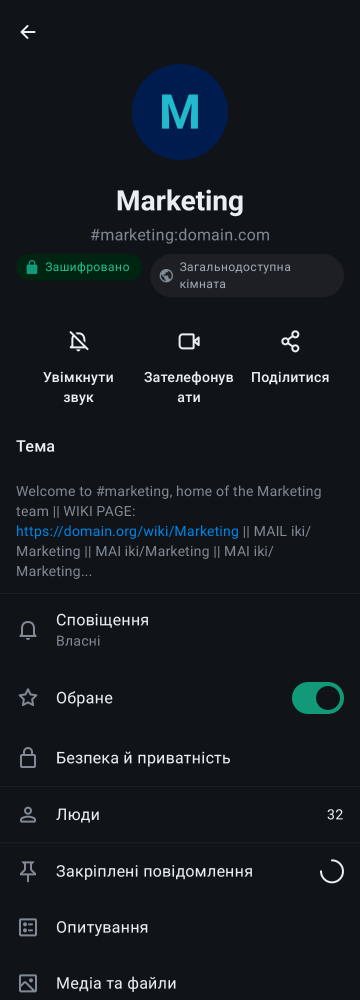 M
Marketing
#marketing:domain.com
Зашифровано
Загальнодоступна
кімната
Увімкнути
звук
Зателефонув
ати
Поділитися
Тема
Welcome to #marketing, home of the Marketing
team || WIKI PAGE:
https://domain.org/wiki/Marketing || MAIL iki/
Marketing || MAI iki/Marketing || MAI iki/
Marketing...
Сповіщення
Власні
Обране
Безпека й приватність
Люди
32
Закріплені повідомлення
Опитування
Медіа та файли